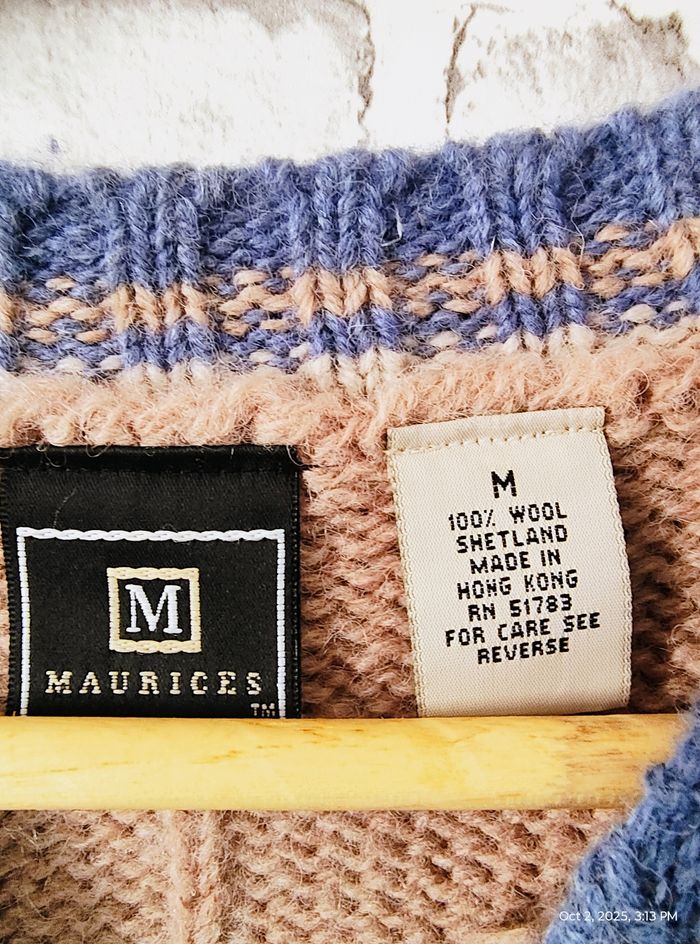 M
MAURICES
TM
M
100% WOOL
SHETLAND
MADE IN
HONG KONG
RN 51783
FOR CARE SEE
REVERSE
Oct 2, 2025, 3:13 PM